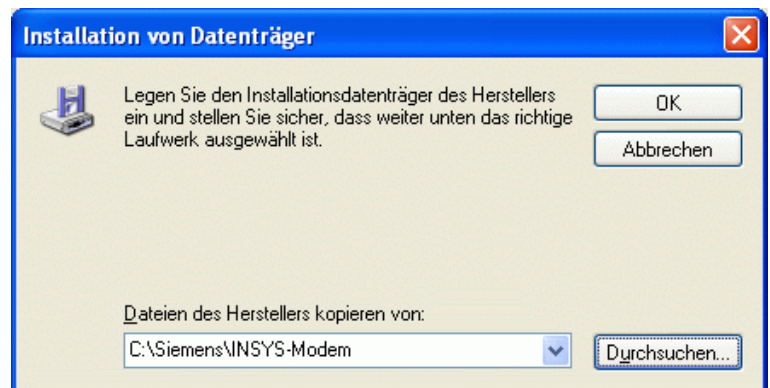 Installation von Datenträger
Legen Sie den Installationsdatenträger des Herstellers
ein und stellen Sie sicher, dass weiter unten das richtige
Laufwerk ausgewählt ist.
OK
Abbrechen
Dateien des Herstellers kopieren von:
C:\Siemens\INSYS-Modem
Durchsuchen...